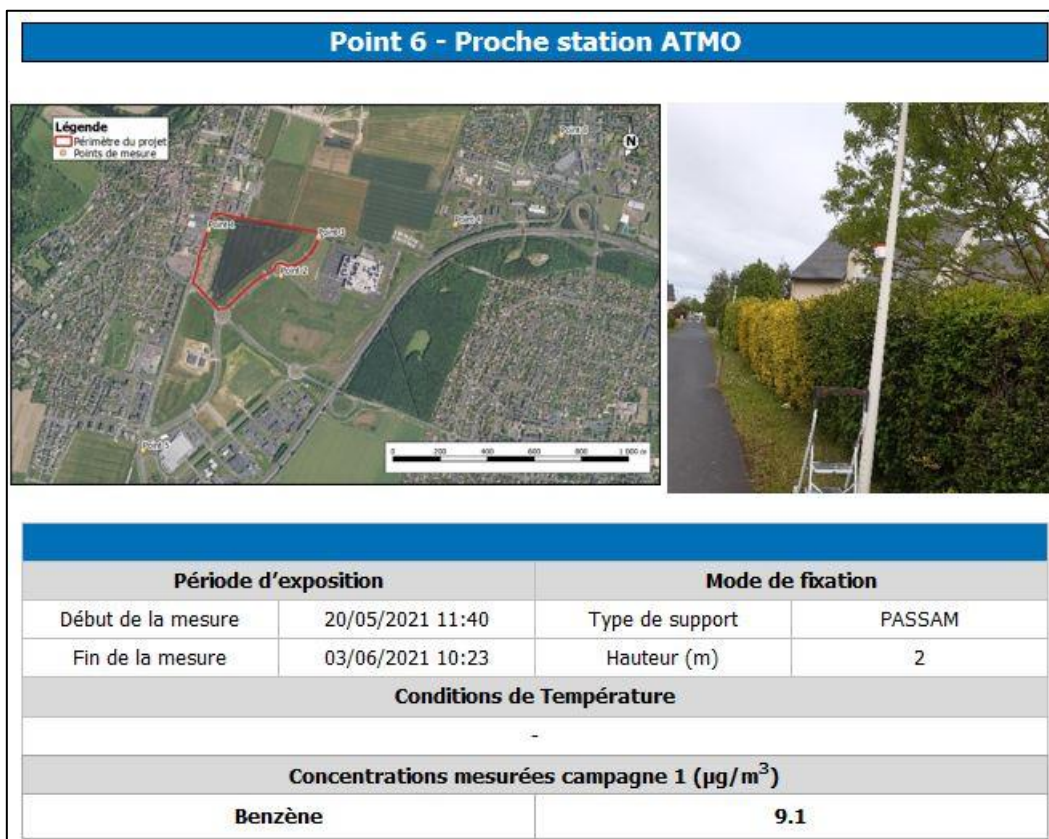 Point 6 - Proche station ATMO
Légende
Périmètre du projet
Points de mesure
N
Point 6
Point 4
Point 3
Point 2
Point 5
0 200 400 600 800 1 000 m
Période d’exposition Mode de fixation
Début de la mesure 20/05/2021 11:40 Type de support PASSAM
Fin de la mesure 03/06/2021 10:23 Hauteur (m) 2
Conditions de Température
-
Concentrations mesurées campagne 1 (µg/m³)
Benzène 9.1